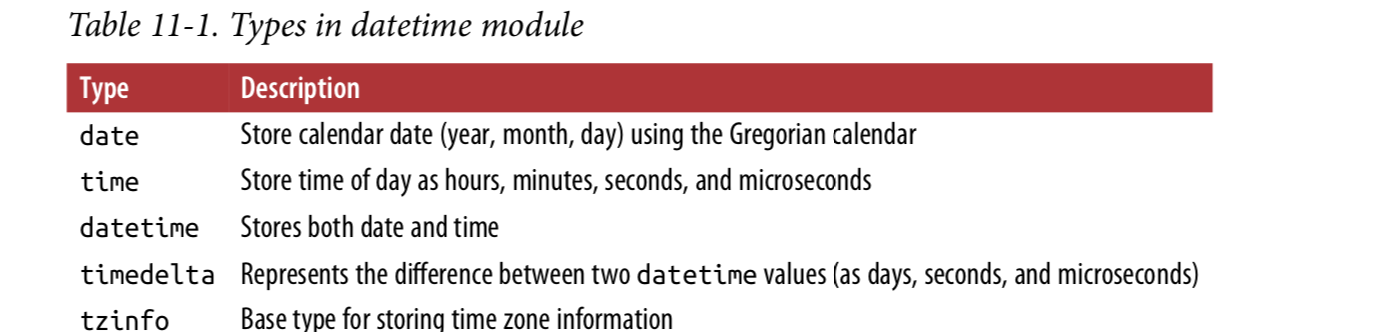 Table 11-1. Types in datetime module
Type Description
date Store calendar date (year, month, day) using the Gregorian calendar
time Store time of day as hours, minutes, seconds, and microseconds
datetime Stores both date and time
timedelta Represents the difference between two datetime values (as days, seconds, and microseconds)
tzinfo Base type for storing time zone information